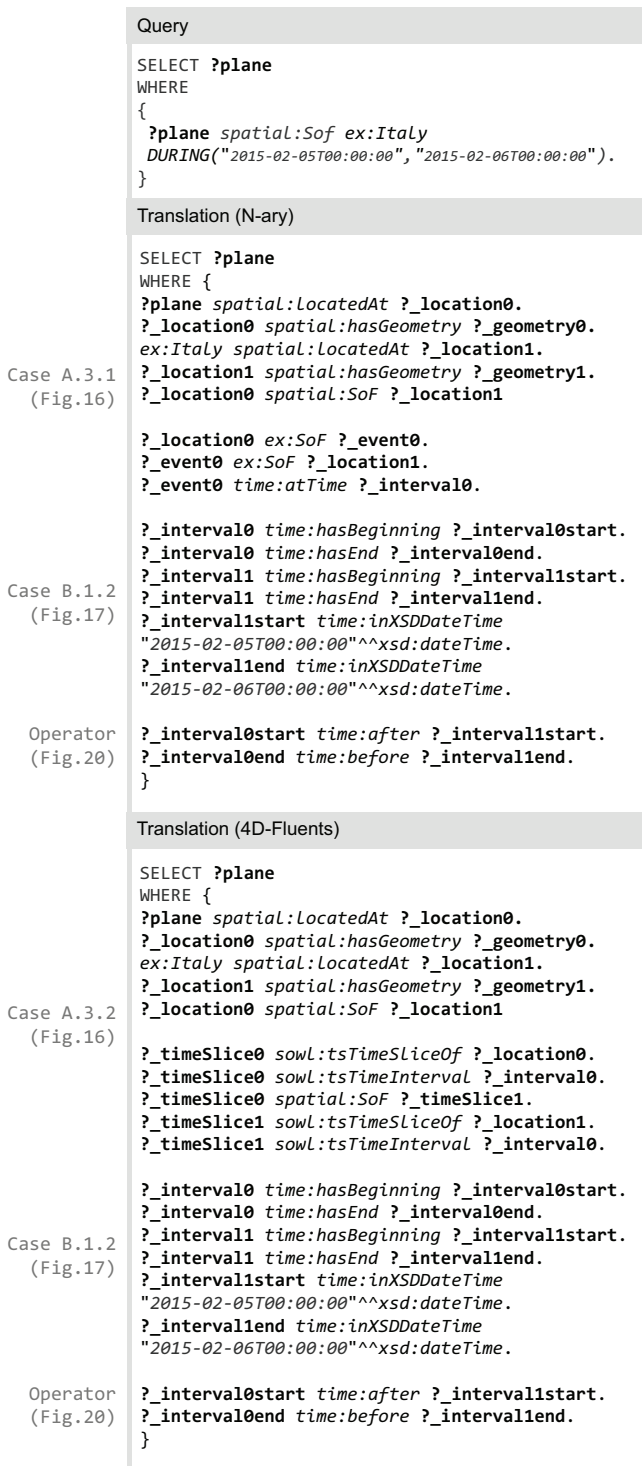 Query
SELECT ?plane
WHERE
{
?plane spatial:Sof ex:Italy
DURING("2015-02-05T00:00:00","2015-02-06T00:00:00").
}
Translation (N-ary)
SELECT ?plane
WHERE {
?plane spatial:locatedAt ?_location0.
?_location0 spatial:hasGeometry ?_geometry0.
ex:Italy spatial:locatedAt ?_location1.
Case A.3.1
?_location1 spatial:hasGeometry ?_geometry1.
(Fig.16)
?_location0 spatial:SoF ?_location1
?_location0 ex:SoF ?_event0.
?_event0 ex:SoF ?_location1.
?_event0 time:atTime ?_interval0.
?_interval0 time:hasBeginning ?_interval0start.
?_interval0 time:hasEnd ?_interval0end.
?_interval1 time:hasBeginning ?_interval1start.
Case B.1.2
?_interval1 time:hasEnd ?_interval1end.
(Fig.17)
?_interval1start time:inXSDDateTime
"2015-02-05T00:00:00"^^xsd:dateTime.
?_interval1end time:inXSDDateTime
"2015-02-06T00:00:00"^^xsd:dateTime.
Operator
?_interval0start time:after ?_interval1start.
(Fig.20)
?_interval0end time:before ?_interval1end.
}
Translation (4D-Fluents)
SELECT ?plane
WHERE {
?plane spatial:locatedAt ?_location0.
?_location0 spatial:hasGeometry ?_geometry0.
ex:Italy spatial:locatedAt ?_location1.
?_location1 spatial:hasGeometry ?_geometry1.
Case A.3.2
?_location0 spatial:SoF ?_location1
(Fig.16)
?_timeSlice0 sowl:tsTimeSliceOf ?_location0.
?_timeSlice0 sowl:tsTimeInterval ?_interval0.
?_timeSlice0 spatial:SoF ?_timeSlice1.
?_timeSlice1 sowl:tsTimeSliceOf ?_location1.
?_timeSlice1 sowl:tsTimeInterval ?_interval0.
?_interval0 time:hasBeginning ?_interval0start.
?_interval0 time:hasEnd ?_interval0end.
Case B.1.2
?_interval1 time:hasBeginning ?_interval1start.
(Fig.17)
?_interval1 time:hasEnd ?_interval1end.
?_interval1start time:inXSDDateTime
"2015-02-05T00:00:00"^^xsd:dateTime.
?_interval1end time:inXSDDateTime
"2015-02-06T00:00:00"^^xsd:dateTime.
Operator
?_interval0start time:after ?_interval1start.
(Fig.20)
?_interval0end time:before ?_interval1end.
}